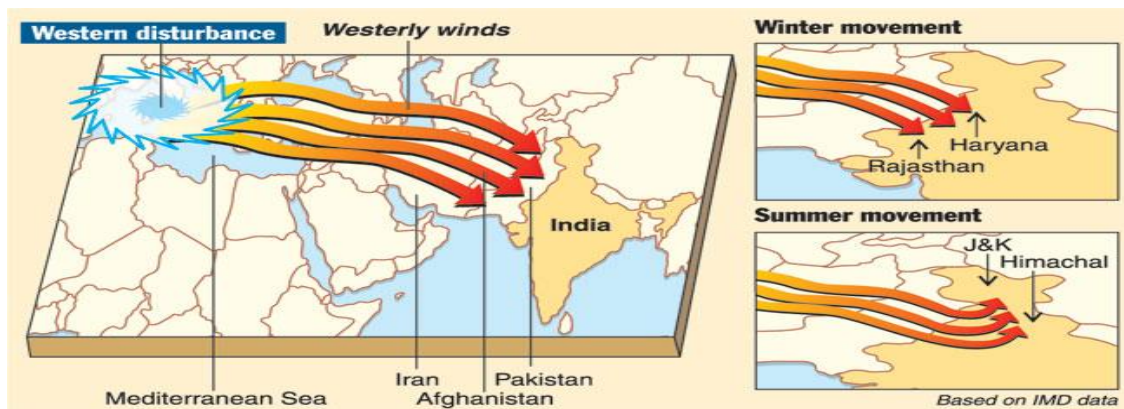 Western disturbance
Westerly winds
India
Iran
Pakistan
Mediterranean Sea
Afghanistan
Winter movement
Haryana
Rajasthan
Summer movement
J&K
Himachal
Based on IMD data